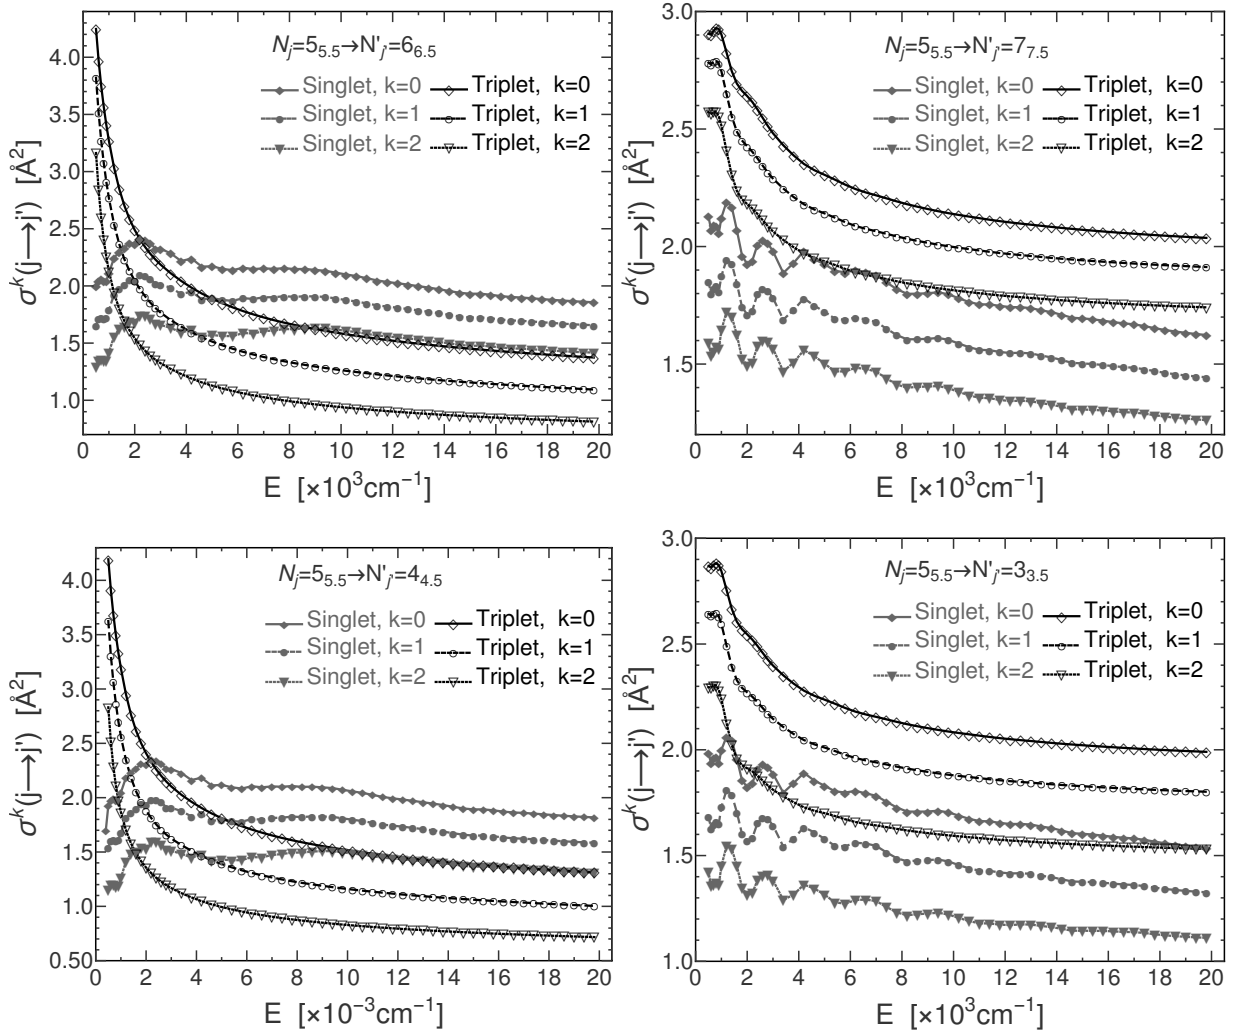 N_j=5_5.5→N'_j'=6_6.5
Singlet, k=0 Triplet, k=0
Singlet, k=1 Triplet, k=1
Singlet, k=2 Triplet, k=2
σ^k(j→j') [Å²]
4.0
3.5
3.0
2.5
2.0
1.5
1.0
0 2 4 6 8 10 12 14 16 18 20
E [×10³cm⁻¹]
N_j=5_5.5→N'_j'=7_7.5
Singlet, k=0 Triplet, k=0
Singlet, k=1 Triplet, k=1
Singlet, k=2 Triplet, k=2
σ^k(j→j') [Å²]
3.0
2.5
2.0
1.5
0 2 4 6 8 10 12 14 16 18 20
E [×10³cm⁻¹]
N_j=5_5.5→N'_j'=4_4.5
Singlet, k=0 Triplet, k=0
Singlet, k=1 Triplet, k=1
Singlet, k=2 Triplet, k=2
σ^k(j→j') [Å²]
4.0
3.5
3.0
2.5
2.0
1.5
1.0
0.50
0 2 4 6 8 10 12 14 16 18 20
E [×10⁻³cm⁻¹]
N_j=5_5.5→N'_j'=3_3.5
Singlet, k=0 Triplet, k=0
Singlet, k=1 Triplet, k=1
Singlet, k=2 Triplet, k=2
σ^k(j→j') [Å²]
3.0
2.5
2.0
1.5
1.0
0 2 4 6 8 10 12 14 16 18 20
E [×10³cm⁻¹]